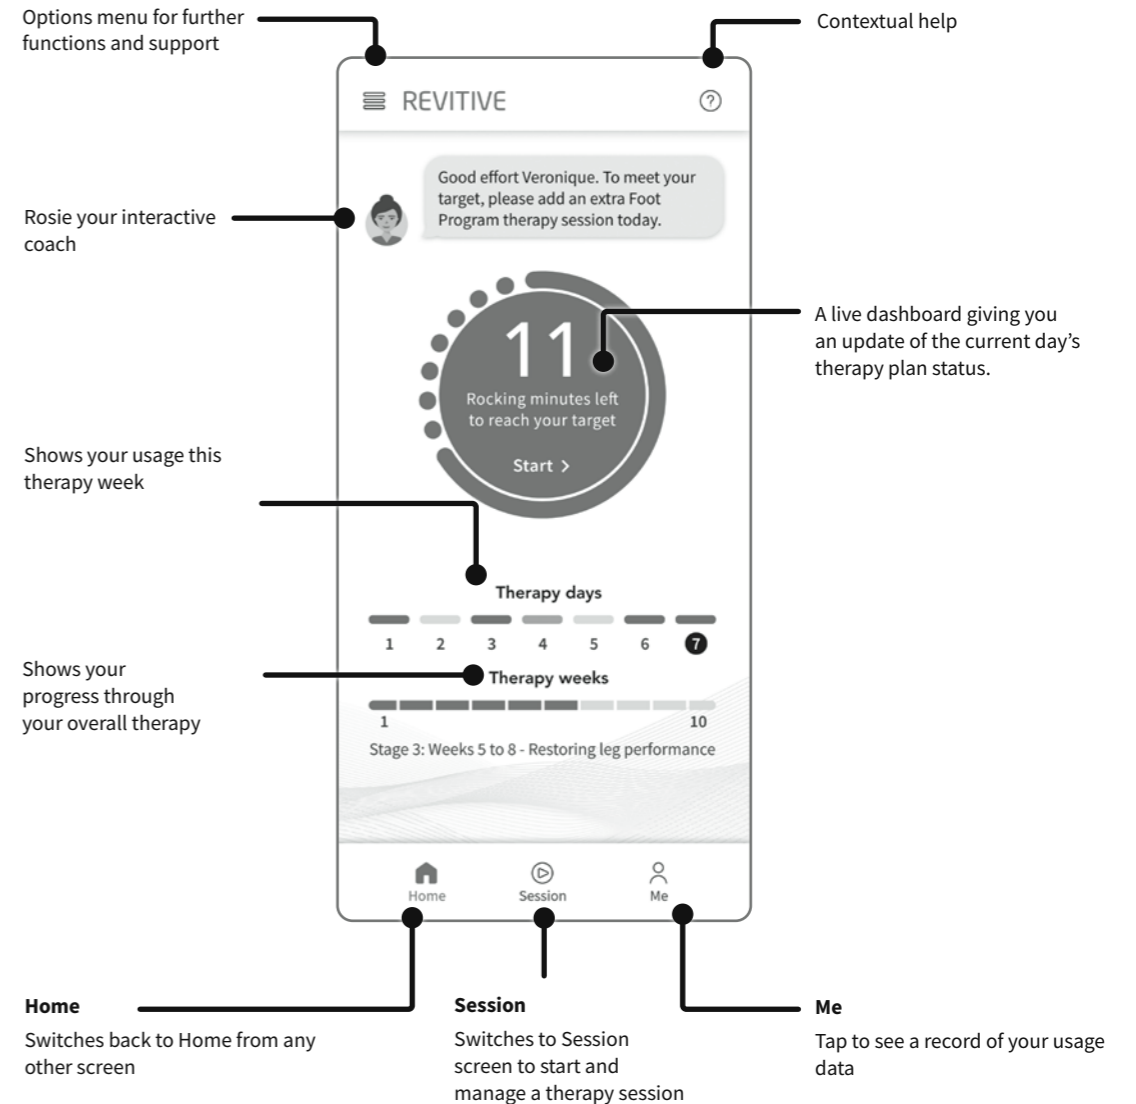 Options menu for further
functions and support
Contextual help
REVITIVE
?
Good effort Veronique. To meet your
target, please add an extra Foot
Program therapy session today.
Rosie your interactive
coach
11
Rocking minutes left
to reach your target
Start >
A live dashboard giving you
an update of the current day’s
therapy plan status.
Shows your usage this
therapy week
Therapy days
1 2 3 4 5 6 7
Shows your
progress through
your overall therapy
Therapy weeks
1 10
Stage 3: Weeks 5 to 8 - Restoring leg performance
Home Session Me
Home
Switches back to Home from any
other screen
Session
Switches to Session
screen to start and
manage a therapy session
Me
Tap to see a record of your usage
data